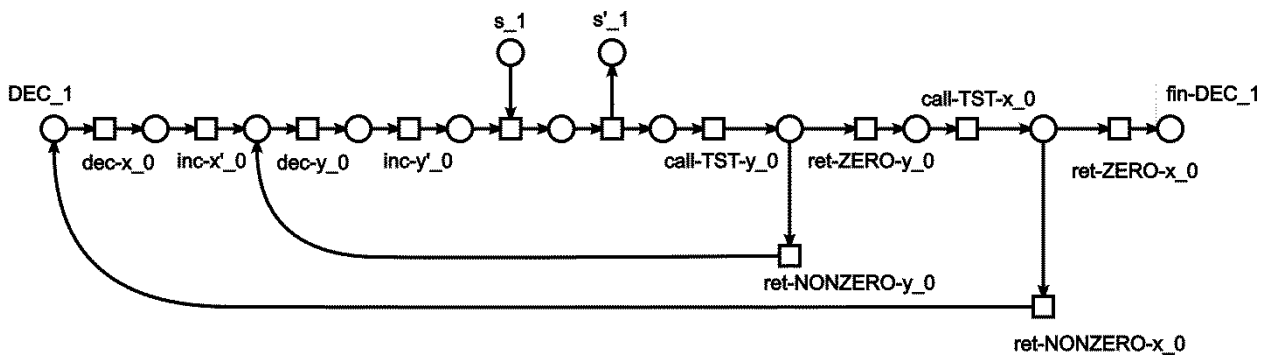 s_1
s'_1
DEC_1
call-TST-x_0
fin-DEC_1
dec-x_0
inc-x'_0
dec-y_0
inc-y'_0
call-TST-y_0
ret-ZERO-y_0
ret-ZERO-x_0
ret-NONZERO-y_0
ret-NONZERO-x_0